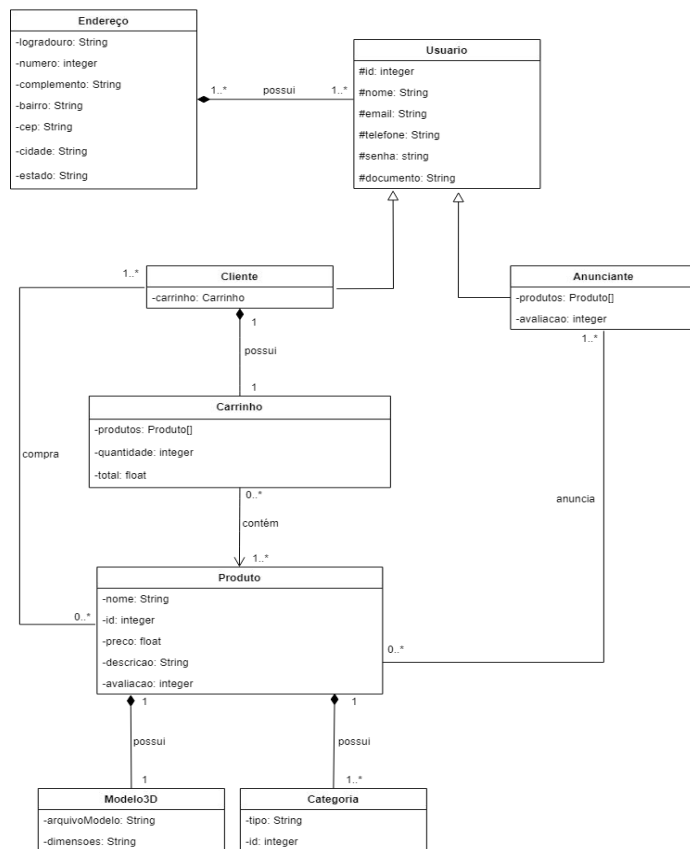 Endereço
-logradouro: String
-numero: integer
-complemento: String
-bairro: String
-cep: String
-cidade: String
-estado: String
1..*
possui
1..*
Usuario
#id: integer
#nome: String
#email: String
#telefone: String
#senha: string
#documento: String
1..*
Cliente
-carrinho: Carrinho
Anunciante
-produtos: Produto[]
-avaliacao: integer
1
possui
1
1..*
Carrinho
-produtos: Produto[]
-quantidade: integer
-total: float
compra
0..*
contêm
1..*
anuncia
Produto
-nome: String
-id: integer
-preco: float
-descricao: String
-avaliacao: integer
0..*
0..*
1
possui
1
1
possui
1..*
Modelo3D
-arquivoModelo: String
-dimensoes: String
Categoria
-tipo: String
-id: integer